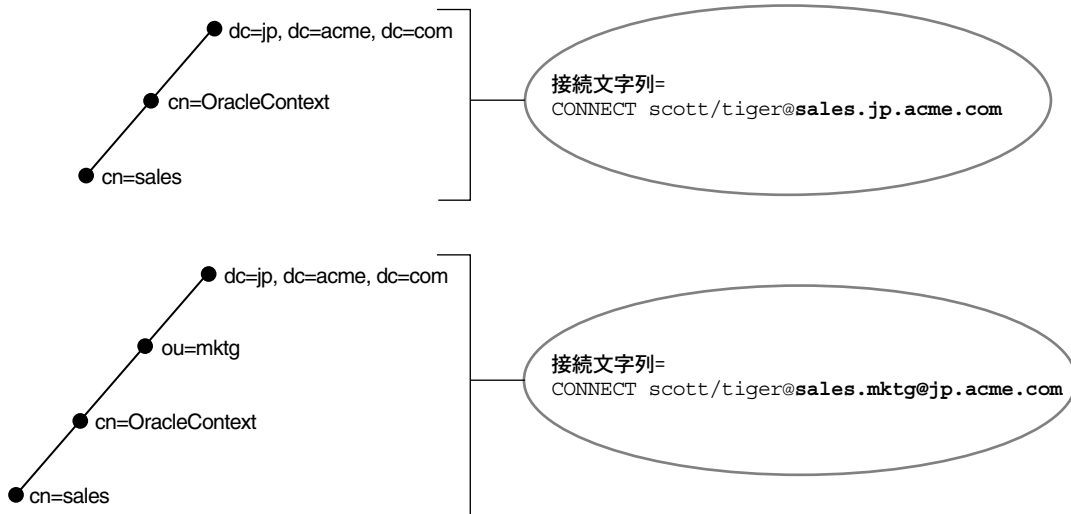 dc=jp, dc=acme, dc=com
cn=OracleContext
cn=sales
接続文字列=
CONNECT scott/tiger@sales.jp.acme.com
dc=jp, dc=acme, dc=com
ou=mktg
cn=OracleContext
cn=sales
接続文字列=
CONNECT scott/tiger@sales.mktg@jp.acme.com